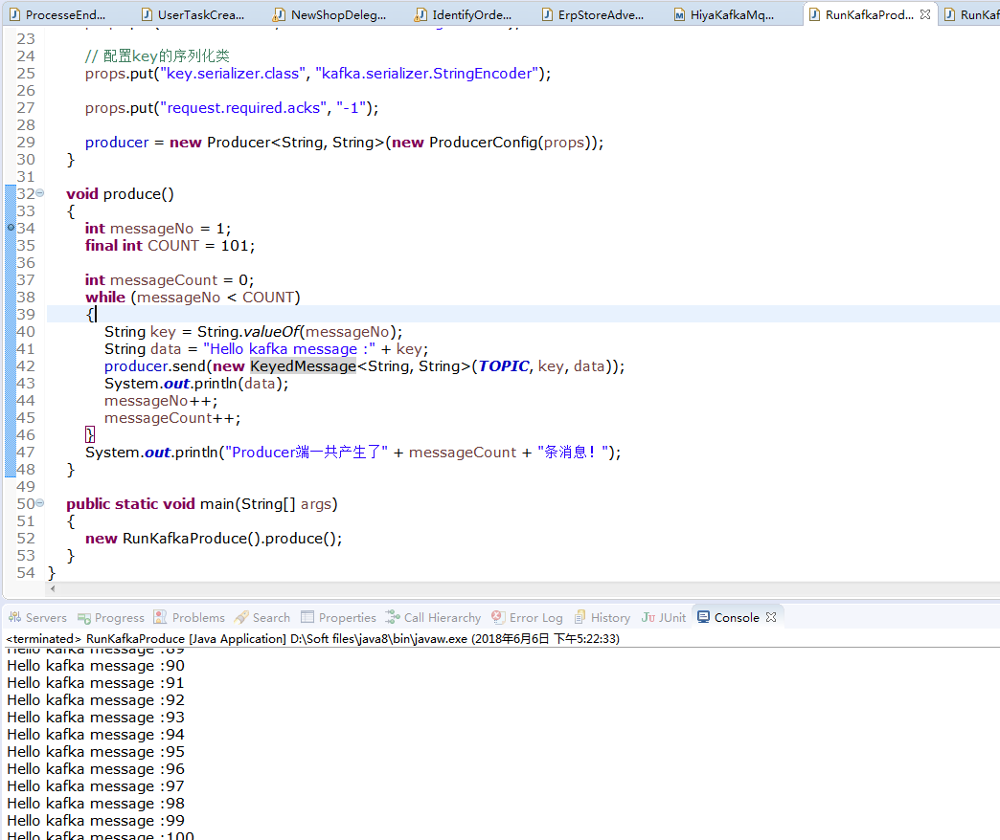 ProcesseEnd...
UserTaskCrea...
NewShopDeleg...
IdentifyOrde...
ErpStoreAdve...
HiyaKafkaMq...
RunKafkaProd...
RunKaf
23
24 // 配置key的序列化类
25 props.put("key.serializer.class", "kafka.serializer.StringEncoder");
26
27 props.put("request.required.acks", "-1");
28
29 producer = new Producer<String, String>(new ProducerConfig(props));
30 }
31
32 void produce()
33 {
34 int messageNo = 1;
35 final int COUNT = 101;
36
37 int messageCount = 0;
38 while (messageNo < COUNT)
39 {
40 String key = String.valueOf(messageNo);
41 String data = "Hello kafka message :" + key;
42 producer.send(new KeyedMessage<String, String>(TOPIC, key, data));
43 System.out.println(data);
44 messageNo++;
45 messageCount++;
46 }
47 System.out.println("Producer端一共产生了" + messageCount + "条消息！");
48 }
49
50 public static void main(String[] args)
51 {
52 new RunKafkaProduce().produce();
53 }
54 }
Servers Progress Problems Search Properties Call Hierarchy Error Log History JUnit Console
<terminated> RunKafkaProduce [Java Application] D:\Soft files\java8\bin\javaw.exe (2018年6月6日 下午5:22:33)
Hello kafka message :89
Hello kafka message :90
Hello kafka message :91
Hello kafka message :92
Hello kafka message :93
Hello kafka message :94
Hello kafka message :95
Hello kafka message :96
Hello kafka message :97
Hello kafka message :98
Hello kafka message :99
Hello kafka message :100